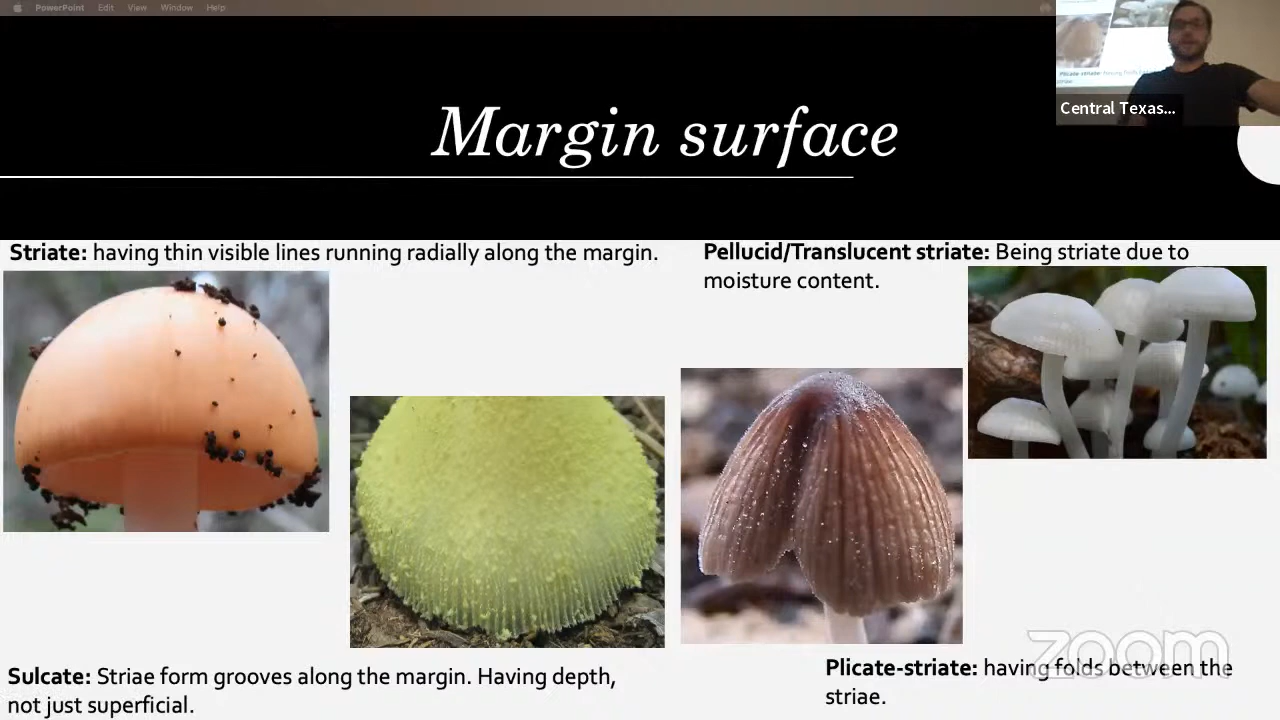 PowerPoint Edit View Window Help
Central Texas...
Margin surface
Striate: having thin visible lines running radially along the margin.
Pellucid/Translucent striate: Being striate due to
moisture content.
Sulcate: Striae form grooves along the margin. Having depth,
not just superficial.
Plicate-striate: having folds between the
striae.
zoom